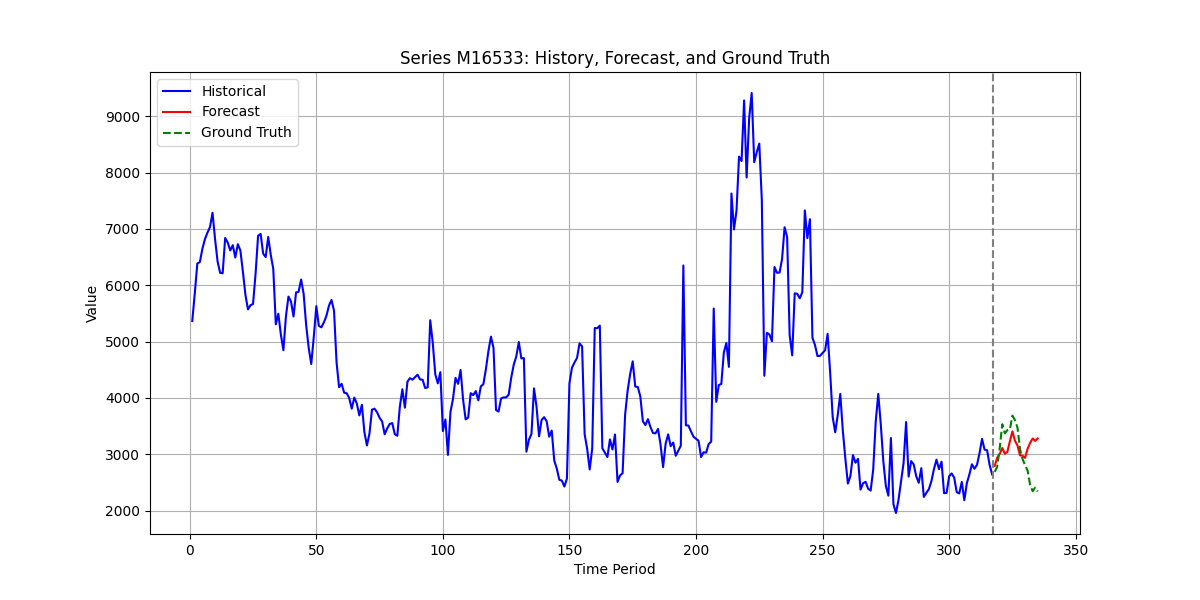 Series M16533: History, Forecast, and Ground Truth
Historical
Forecast
Ground Truth
9000
8000
7000
6000
5000
4000
3000
2000
Value
0
50
100
150
200
250
300
350
Time Period